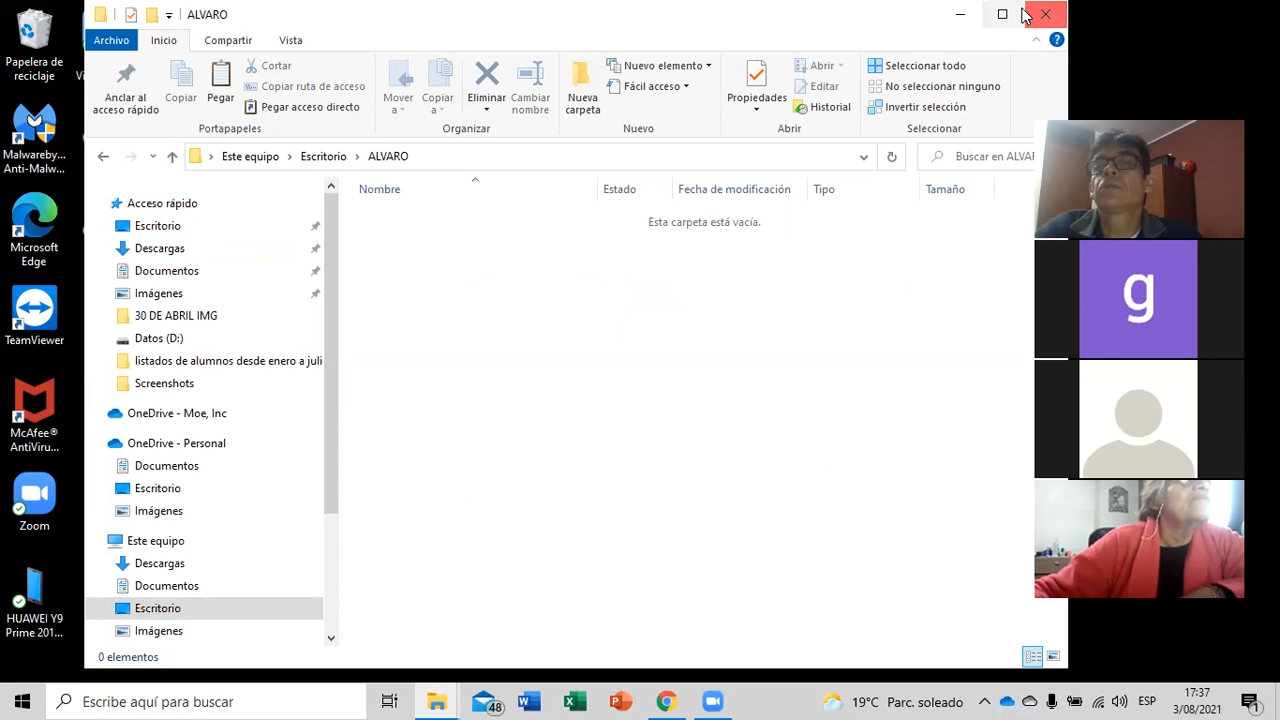 ALVARO
Archivo Inicio Compartir Vista
Anclar al acceso rápido
Copiar
Pegar
Cortar
Copiar ruta de acceso
Pegar acceso directo
Portapapeles
Mover a
Copiar a
Eliminar
Cambiar nombre
Organizar
Nueva carpeta
Nuevo elemento
Fácil acceso
Nuevo
Propiedades
Abrir
Editar
Historial
Abrir
Seleccionar todo
No seleccionar ninguno
Invertir selección
Seleccionar
Este equipo > Escritorio > ALVARO
Buscar en ALVAR
Nombre Estado Fecha de modificación Tipo Tamaño
Esta carpeta está vacía.
Acceso rápido
Escritorio
Descargas
Documentos
Imágenes
30 DE ABRIL IMG
Datos (D:)
listados de alumnos desde enero a juli
Screenshots
OneDrive - Moe, Inc
OneDrive - Personal
Documentos
Escritorio
Imágenes
Este equipo
Descargas
Documentos
Escritorio
Imágenes
0 elementos
Papelera de reciclaje
Malwareby... Anti-Malw...
Microsoft Edge
TeamViewer
McAfee® AntiViru...
Zoom
HUAWEI Y9 Prime 201...
g
Escribe aquí para buscar
48
19°C Parc. soleado
ESP
17:37
3/08/2021
1